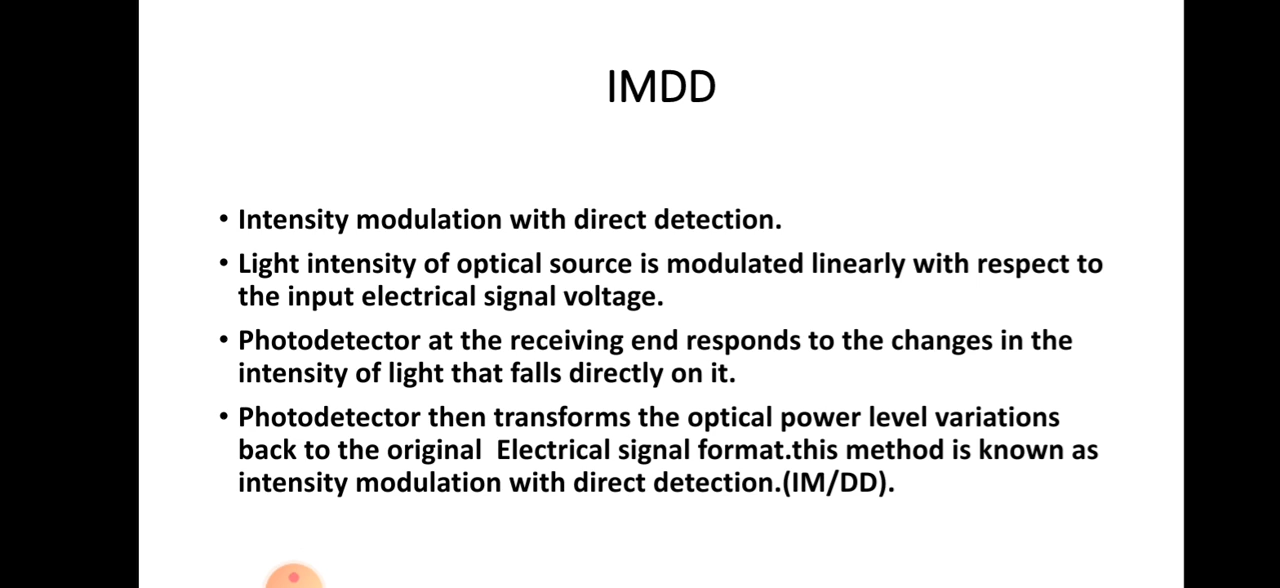 IMDD
• Intensity modulation with direct detection.
• Light intensity of optical source is modulated linearly with respect to
the input electrical signal voltage.
• Photodetector at the receiving end responds to the changes in the
intensity of light that falls directly on it.
• Photodetector then transforms the optical power level variations
back to the original  Electrical signal format.this method is known as
intensity modulation with direct detection.(IM/DD).